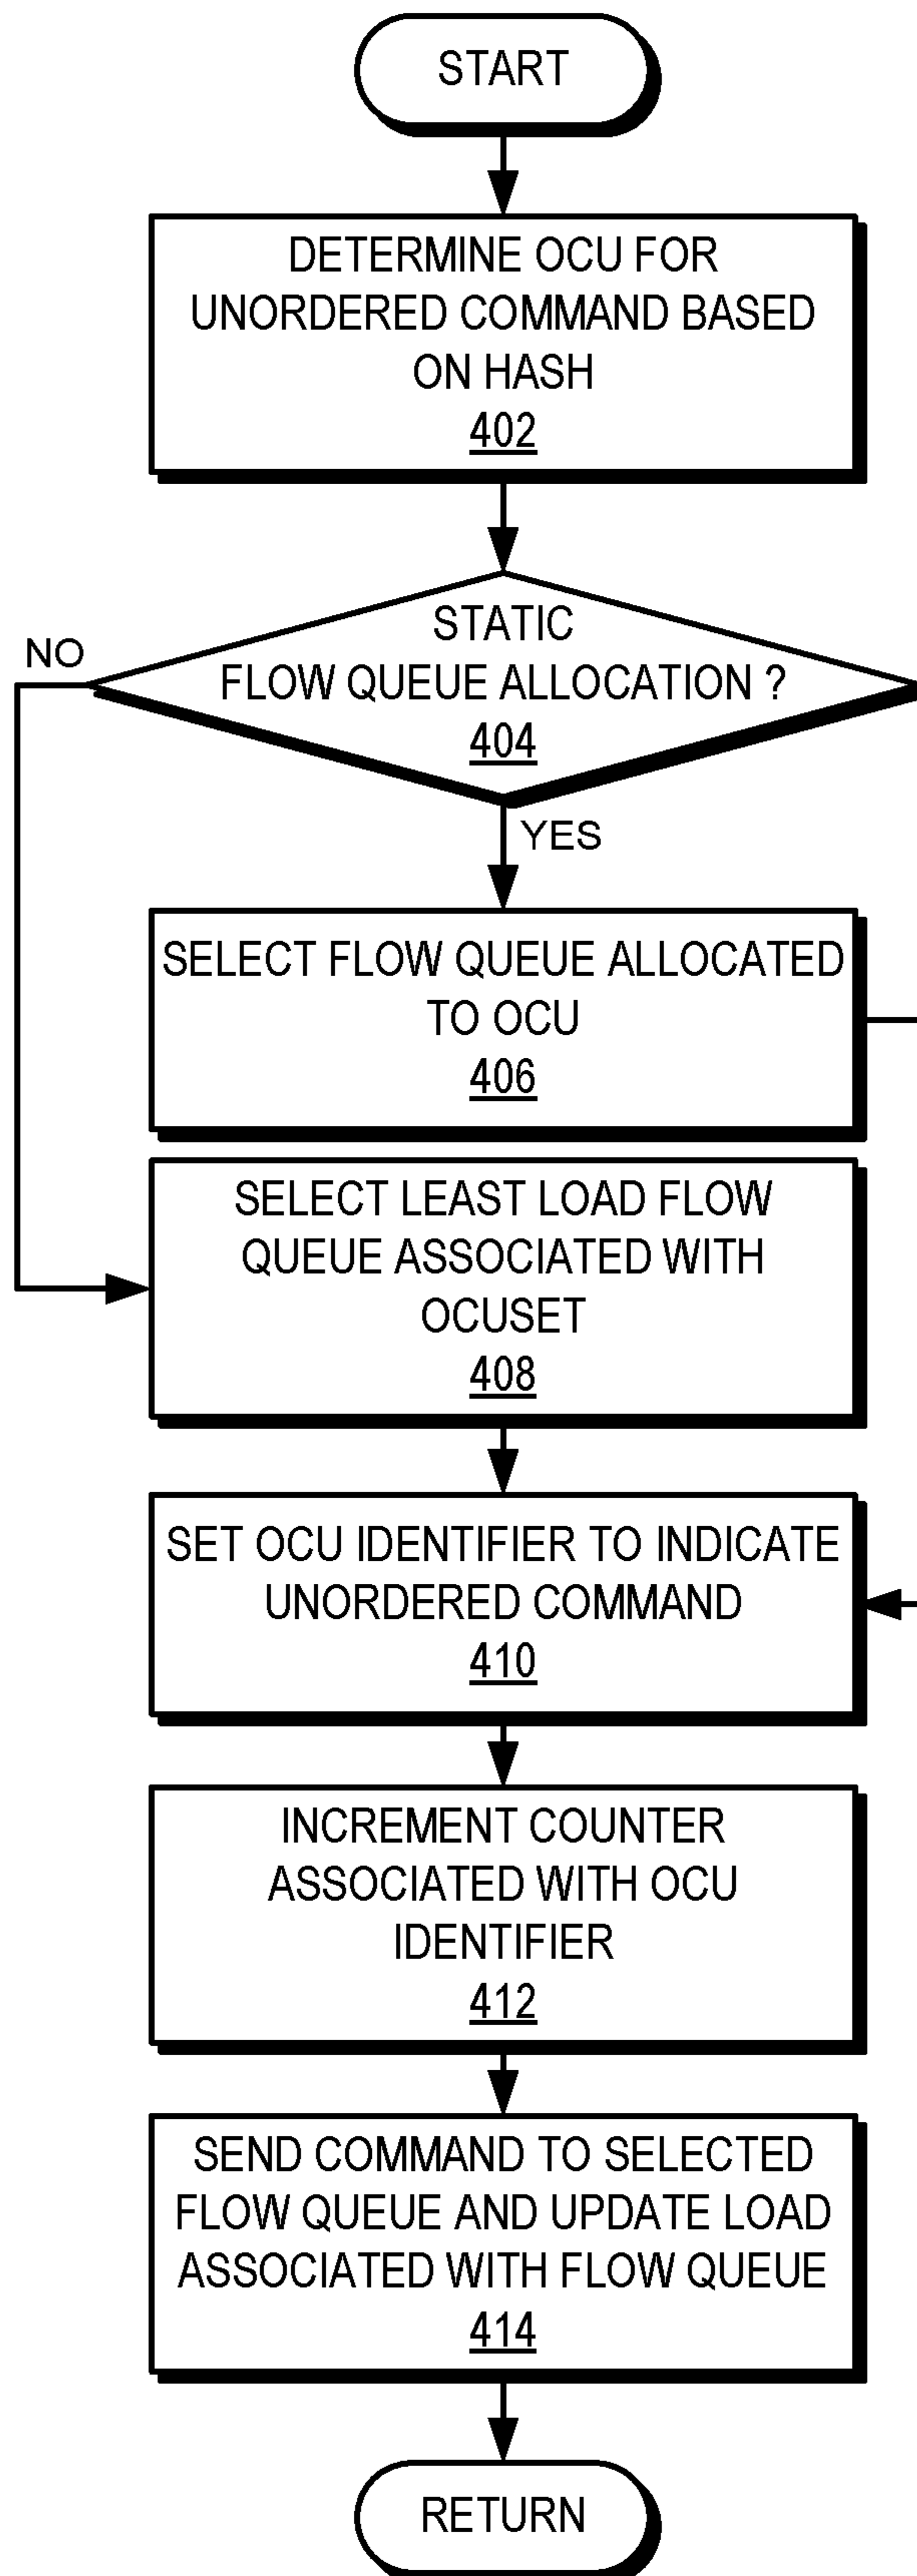 START
DETERMINE OCU FOR
UNORDERED COMMAND BASED
ON HASH
402
STATIC
FLOW QUEUE ALLOCATION ?
404
NO
YES
SELECT FLOW QUEUE ALLOCATED
TO OCU
406
SELECT LEAST LOAD FLOW
QUEUE ASSOCIATED WITH
OCUSET
408
SET OCU IDENTIFIER TO INDICATE
UNORDERED COMMAND
410
INCREMENT COUNTER
ASSOCIATED WITH OCU
IDENTIFIER
412
SEND COMMAND TO SELECTED
FLOW QUEUE AND UPDATE LOAD
ASSOCIATED WITH FLOW QUEUE
414
RETURN